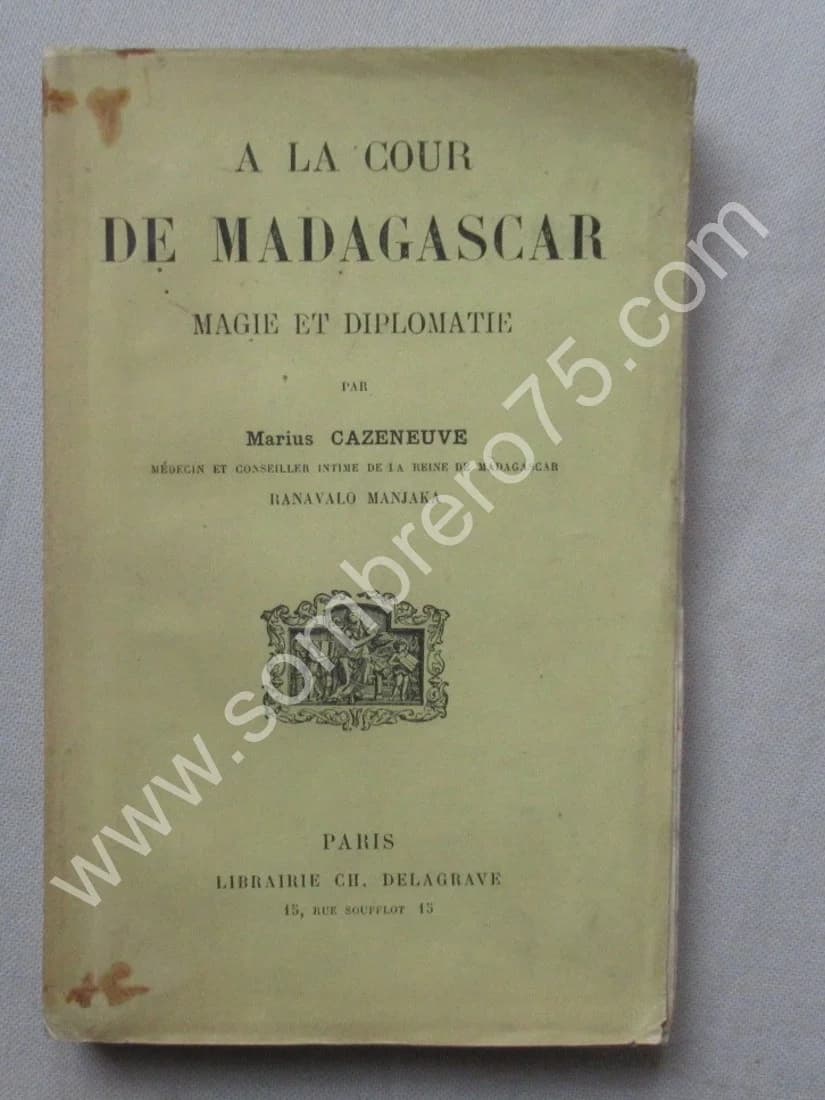 A LA COUR
DE MADAGASCAR
MAGIE ET DIPLOMATIE
PAR
Marius CAZENEUVE
MÉDECIN ET CONSEILLER INTIME DE LA REINE DE MADAGASCAR
RANAVALO MANJAKA
PARIS
LIBRAIRIE CH. DELAGRAVE
15, RUE SOUFFLOT 15
www.sombrero75.com